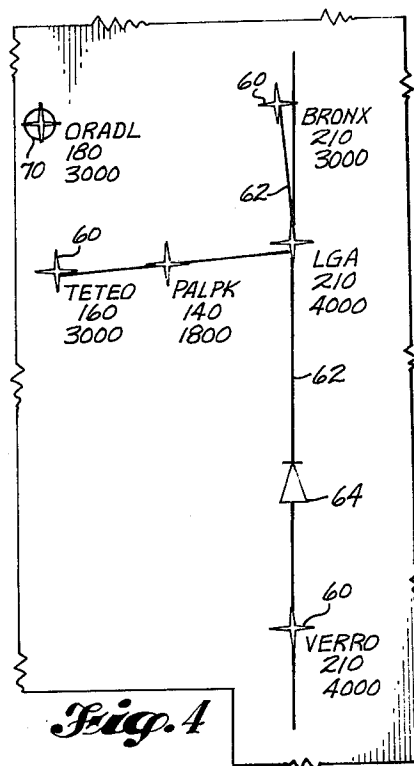 60
BRONX
210
3000
ORADL
180
3000
70
62
60
LGA
210
4000
TETEO
160
3000
PALPK
140
1800
62
64
60
VERRO
210
4000
Fig. 4